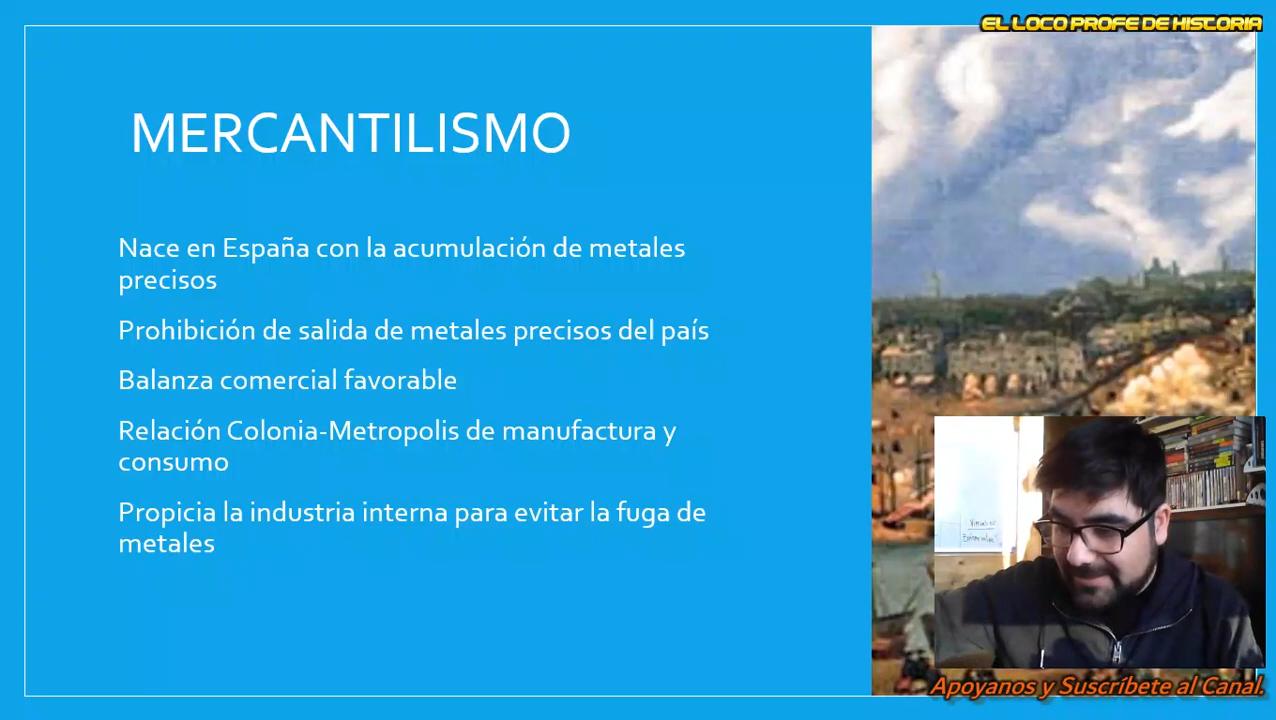 EL LOCO PROFE DE HISTORIA
MERCANTILISMO
Nace en España con la acumulación de metales
precisos
Prohibición de salida de metales precisos del país
Balanza comercial favorable
Relación Colonia-Metropolis de manufactura y
consumo
Propicia la industria interna para evitar la fuga de
metales
Apoyanos y Suscríbete al Canal.